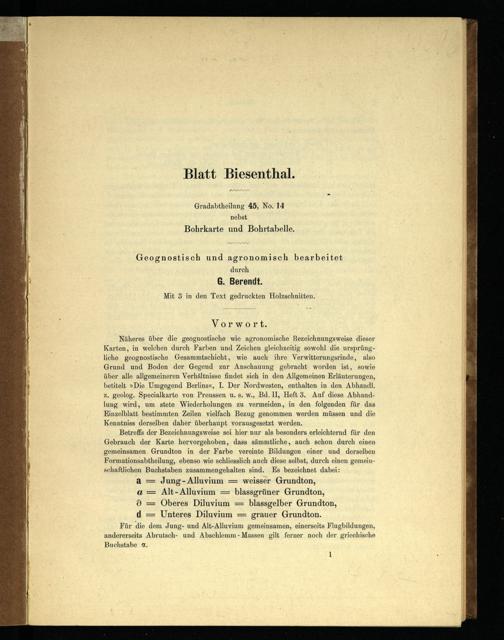 Blatt Biesenthal.
Gradabtheilung 45, No. 14
nebst
Bohrkarte und Bohrtabelle.
Geognostisch und agronomisch bearbeitet
durch
G. Berendt.
Mit 3 in den Text gedruckten Holzschnitten.
Vorwort.
Näheres über die geognostische wie agronomische Bezeichnungsweise dieser
Karten, in welchen durch Farben und Zeichen gleichzeitig sowohl die ursprüng-
liche geognostische Gesammtschicht, wie auch ihre Verwitterungsrinde, also
Grund und Boden der Gegend zur Anschauung gebracht worden ist, sowie
über alle allgemeineren Verhältnisse findet sich in den Allgemeinen Erläuterungen,
betitelt »Die Umgegend Berlins«, I. Der Nordwesten, enthalten in den Abhandl.
z. geolog. Specialkarte von Preussen u. s. w., Bd. II, Heft 3. Auf diese Abhand-
lung wird, um stete Wiederholungen zu vermeiden, in den folgenden für das
Einzelblatt bestimmten Zeilen vielfach Bezug genommen werden müssen und die
Kenntniss derselben daher überhaupt vorausgesetzt werden.
Betreffs der Bezeichnungsweise sei hier nur als besonders erleichternd für den
Gebrauch der Karte hervorgehoben, dass sämmtliche, auch schon durch einen
gemeinsamen Grundton in der Farbe vereinte Bildungen einer und derselben
Formationsabtheilung, ebenso wie schliesslich auch diese selbst, durch einen gemein-
schaftlichen Buchstaben zusammengehalten sind. Es bezeichnet dabei:
a = Jung-Alluvium = weisser Grundton,
a = Alt-Alluvium = blassgrüner Grundton,
∂ = Oberes Diluvium = blassgelber Grundton,
d = Unteres Diluvium = grauer Grundton.
Für die dem Jung- und Alt-Alluvium gemeinsamen, einerseits Flugbildungen,
andererseits Abrutsch- und Abschlemm-Massen gilt ferner noch der griechische
Buchstabe α.
1